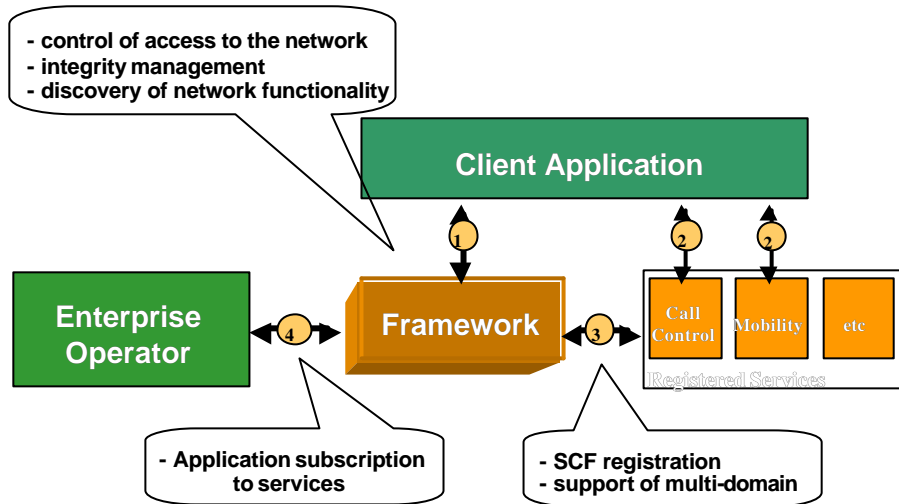 - control of access to the network
- integrity management
- discovery of network functionality
Client Application
1
2
2
Enterprise
Operator
4
Framework
3
Call
Control
Mobility
etc
Registered Services
- Application subscription
to services
- SCF registration
- support of multi-domain